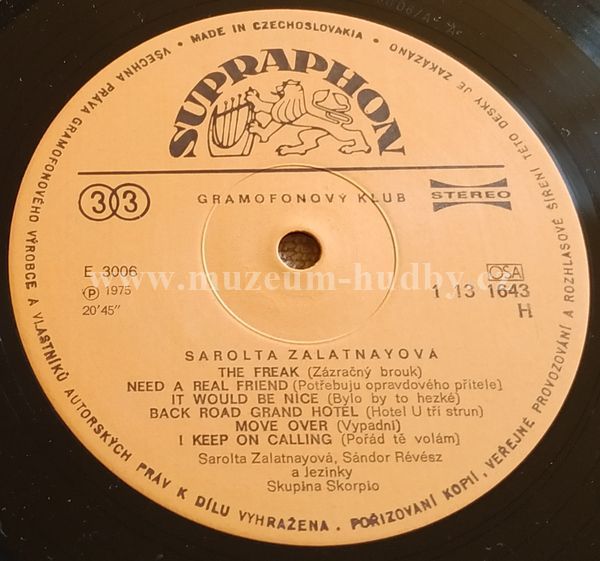 MADE IN CZECHOSLOVAKIA • VŠECHNA PRÁVA GRAMOFONOVÉHO VÝROBCE A VLASTNÍKŮ AUTORSKÝCH PRÁV K DÍLU VYHRAŽENA • POŘIZOVÁNÍ KOPIÍ, VEŘEJNÉ PROVOZOVÁNÍ A ROZHLASOVÉ ŠÍŘENÍ TÉTO DESKY JE ZAKÁZÁNO
SUPRAPHON
33
GRAMOFONOVÝ KLUB
STEREO
E 3006
OSA
℗ 1975
1 13 1643
20'45"
H
www.muzeum-hudby.cz
SAROLTA ZALATNAYOVÁ
THE FREAK (Zázračný brouk)
NEED A REAL FRIEND (Potřebuju opravdového přítele)
IT WOULD BE NICE (Bylo by to hezké)
BACK ROAD GRAND HOTEL (Hotel U tří strun)
MOVE OVER (Vypadni)
I KEEP ON CALLING (Pořád tě volám)
Sarolta Zalatnayová, Sándor Révész
a Jezinky
Skupina Skorpio